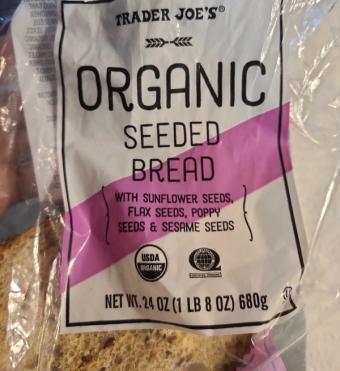 TRADER JOE'S®
ORGANIC
SEEDED
BREAD
WITH SUNFLOWER SEEDS,
FLAX SEEDS, POPPY
SEEDS & SESAME SEEDS
USDA
ORGANIC
NET WT. 24 OZ (1 LB 8 OZ) 680g